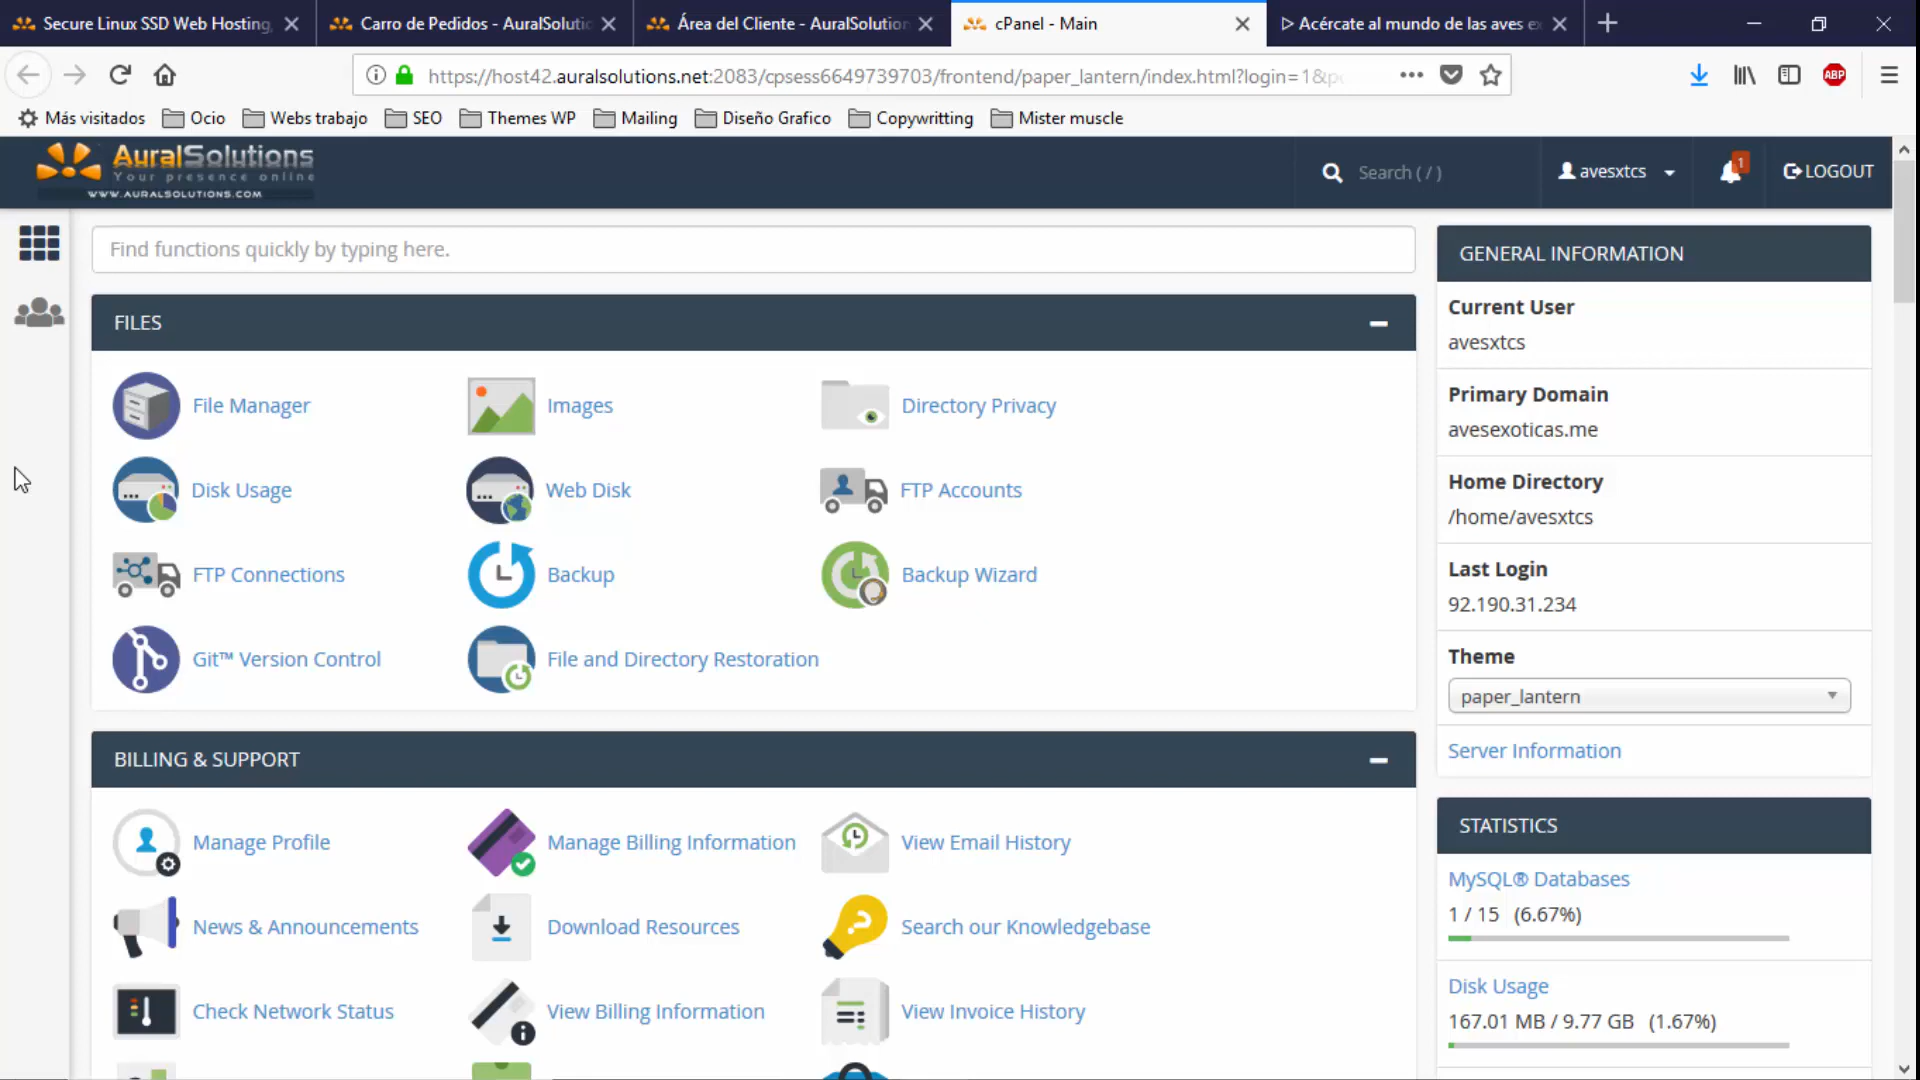 Secure Linux SSD Web Hosting,
Carro de Pedidos - AuralSolutio
Área del Cliente - AuralSolution
cPanel - Main
Acércate al mundo de las aves ex
https://host42.auralsolutions.net:2083/cpsess6649739703/frontend/paper_lantern/index.html?login=1&p
ABP
Más visitados
Ocio
Webs trabajo
SEO
Themes WP
Mailing
Diseño Grafico
Copywritting
Mister muscle
AuralSolutions
Your presence online
WWW.AURALSOLUTIONS.COM
Search ( / )
avesxtcs
1
LOGOUT
Find functions quickly by typing here.
FILES
File Manager
Images
Directory Privacy
Disk Usage
Web Disk
FTP Accounts
FTP Connections
Backup
Backup Wizard
Git™ Version Control
File and Directory Restoration
BILLING & SUPPORT
Manage Profile
Manage Billing Information
View Email History
News & Announcements
Download Resources
Search our Knowledgebase
Check Network Status
View Billing Information
View Invoice History
GENERAL INFORMATION
Current User
avesxtcs
Primary Domain
avesexoticas.me
Home Directory
/home/avesxtcs
Last Login
92.190.31.234
Theme
paper_lantern
Server Information
STATISTICS
MySQL® Databases
1 / 15 (6.67%)
Disk Usage
167.01 MB / 9.77 GB (1.67%)